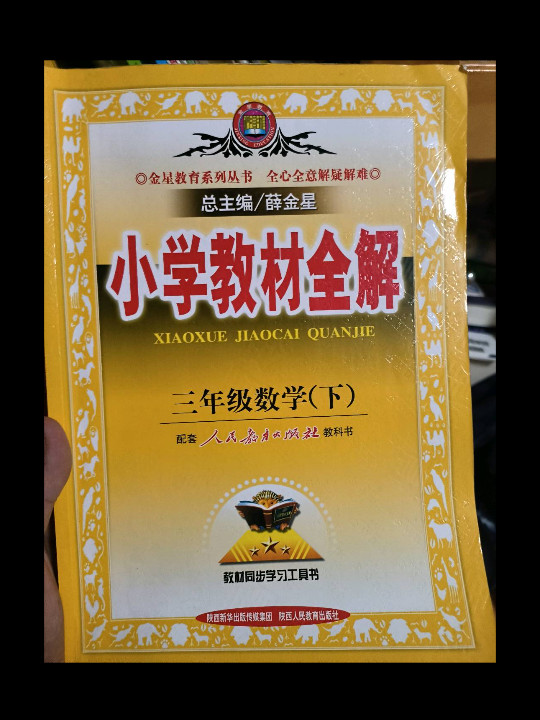 ◎金星教育系列丛书 全心全意解疑解难◎
总主编/薛金星
小学教材全解
XIAOXUE JIAOCAI QUANJIE
三年级数学(下)
配套 人民教育出版社 教科书
教材同步学习工具书
陕西新华出版传媒集团 陕西人民教育出版社